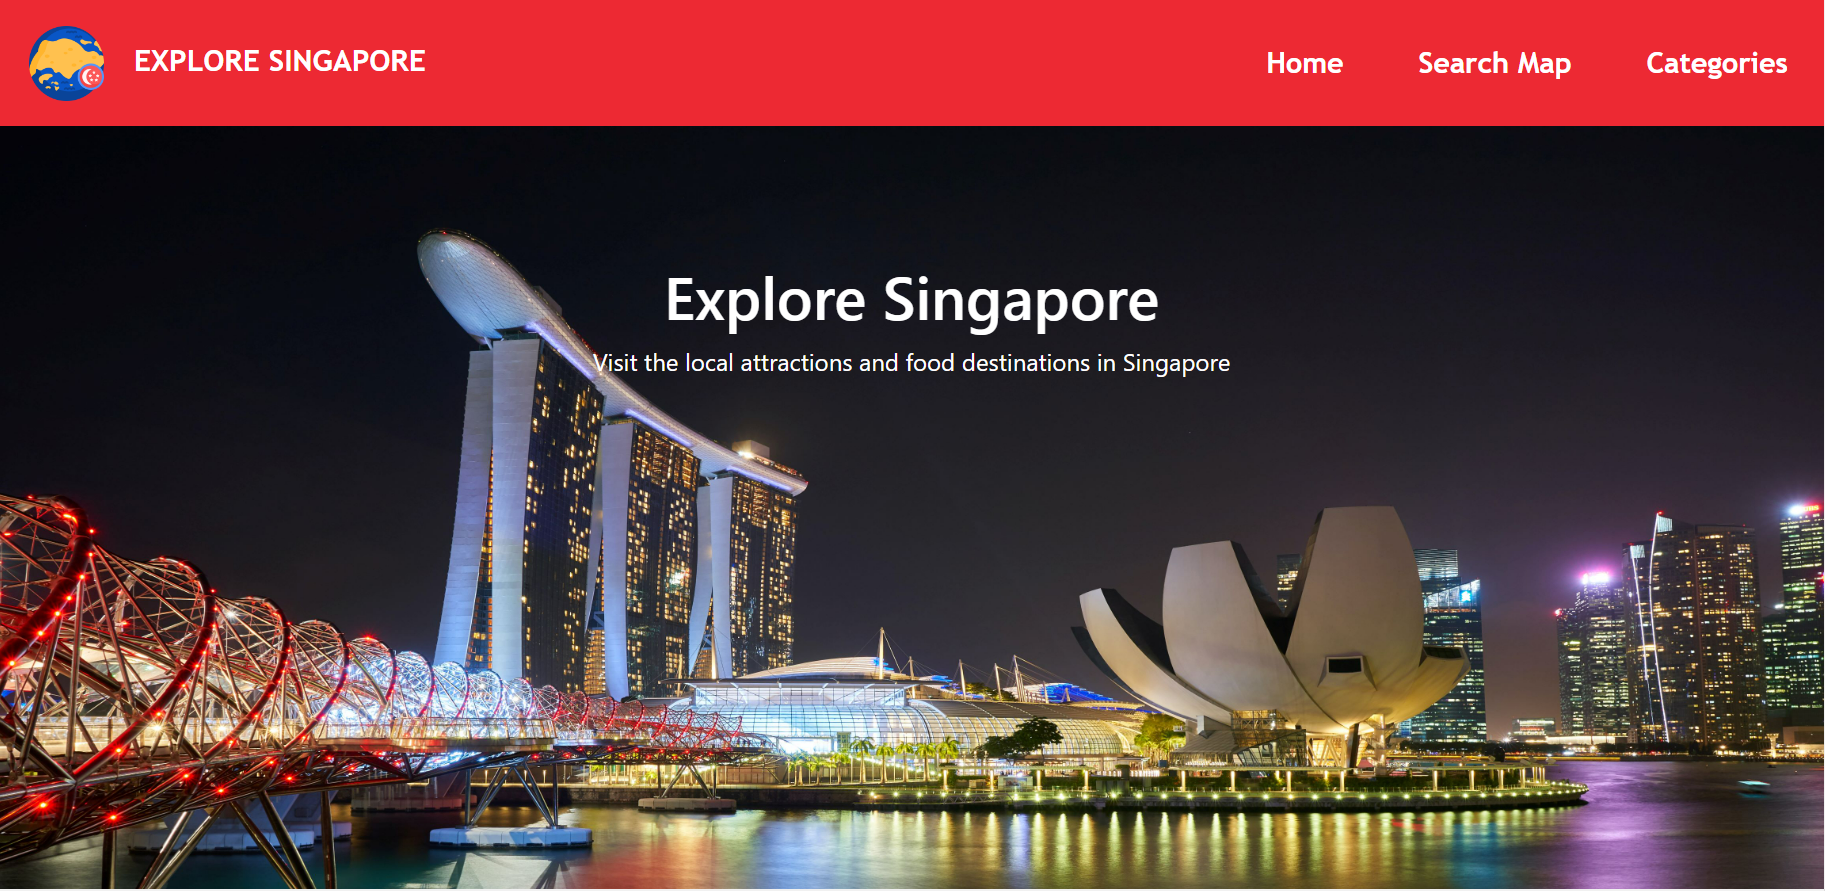 EXPLORE SINGAPORE
Home
Search Map
Categories
Explore Singapore
Visit the local attractions and food destinations in Singapore